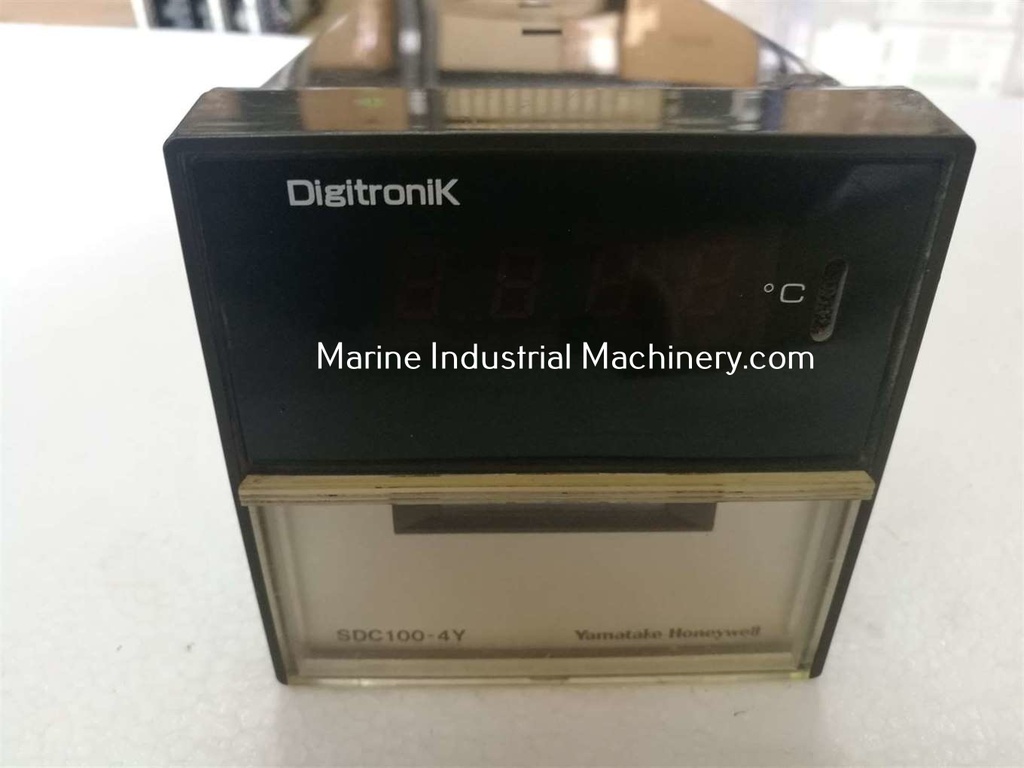 DigitroniK
°C
Marine Industrial Machinery.com
SDC100-4Y Yamatake Honeywell